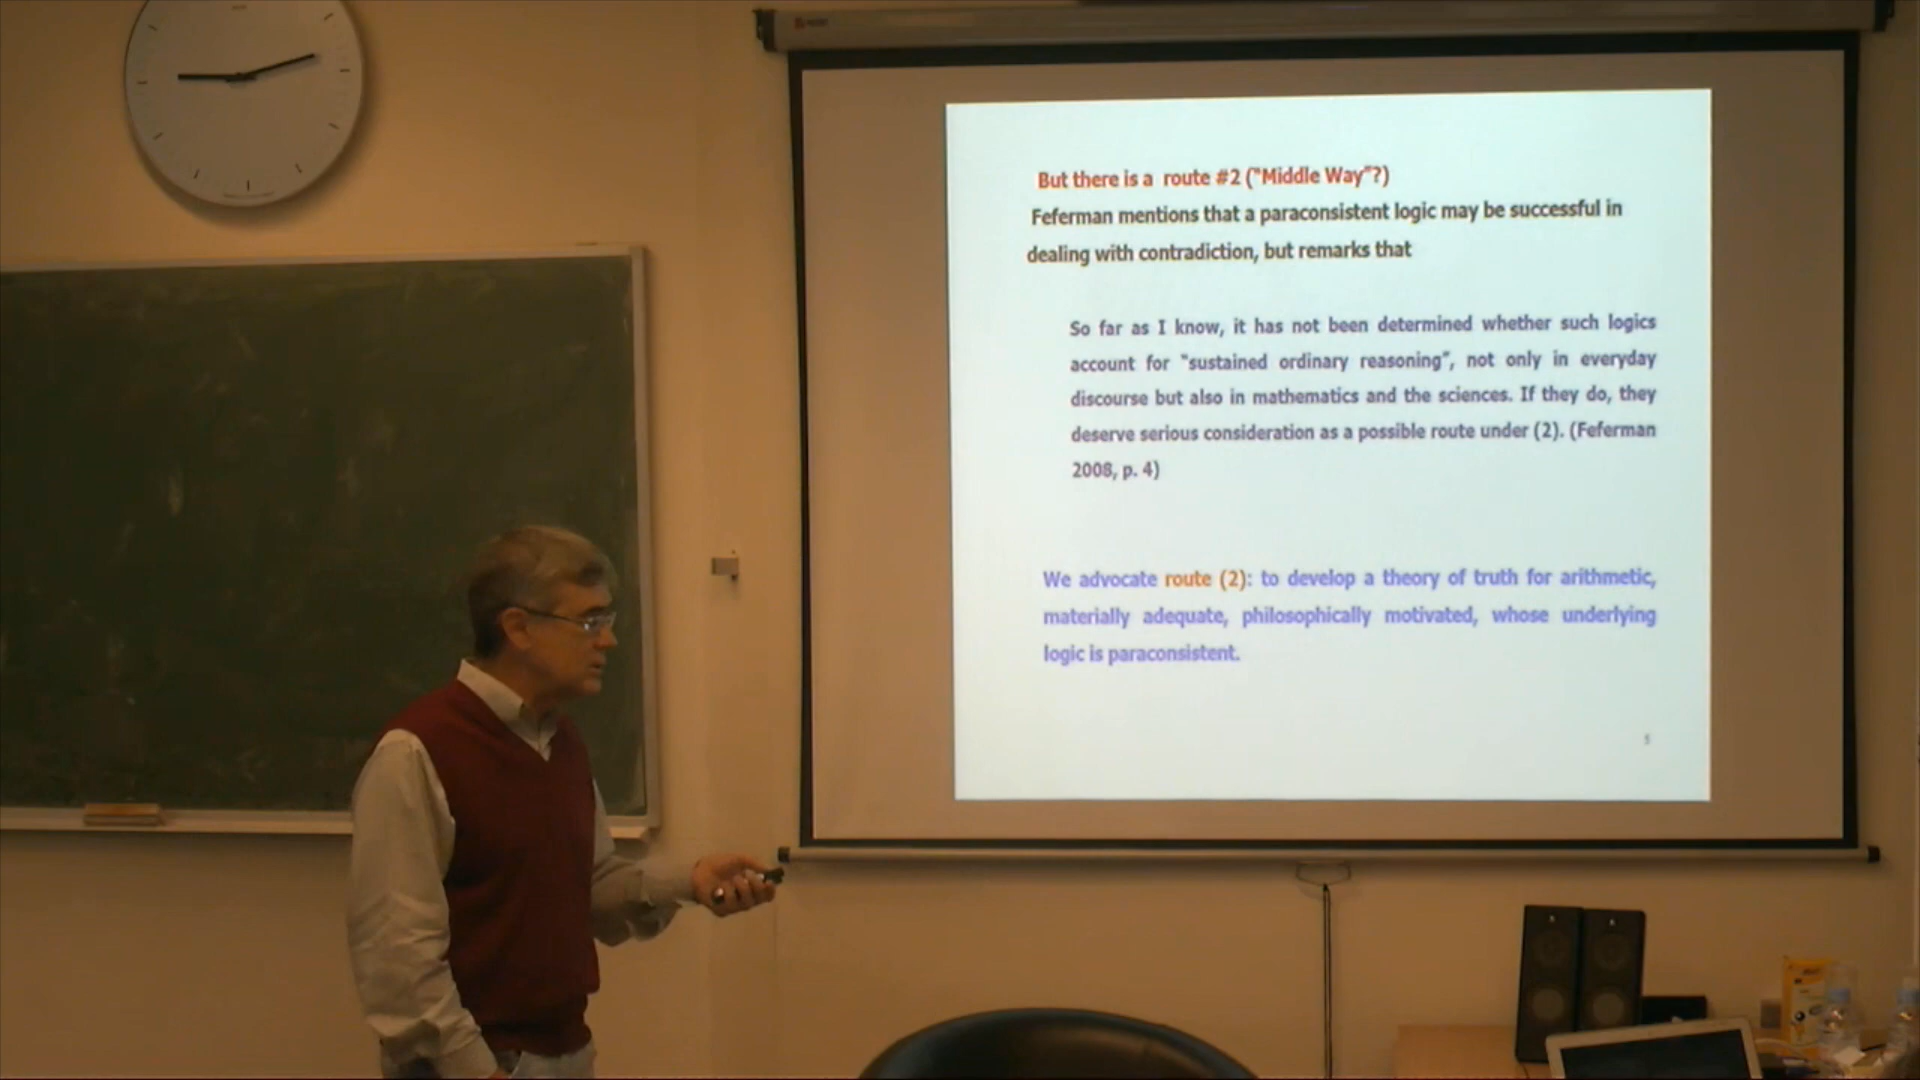 But there is a route #2 ("Middle Way"?)
Feferman mentions that a paraconsistent logic may be successful in
dealing with contradiction, but remarks that
So far as I know, it has not been determined whether such logics
account for "sustained ordinary reasoning", not only in everyday
discourse but also in mathematics and the sciences. If they do, they
deserve serious consideration as a possible route under (2). (Feferman
2008, p. 4)
We advocate route (2): to develop a theory of truth for arithmetic,
materially adequate, philosophically motivated, whose underlying
logic is paraconsistent.
5